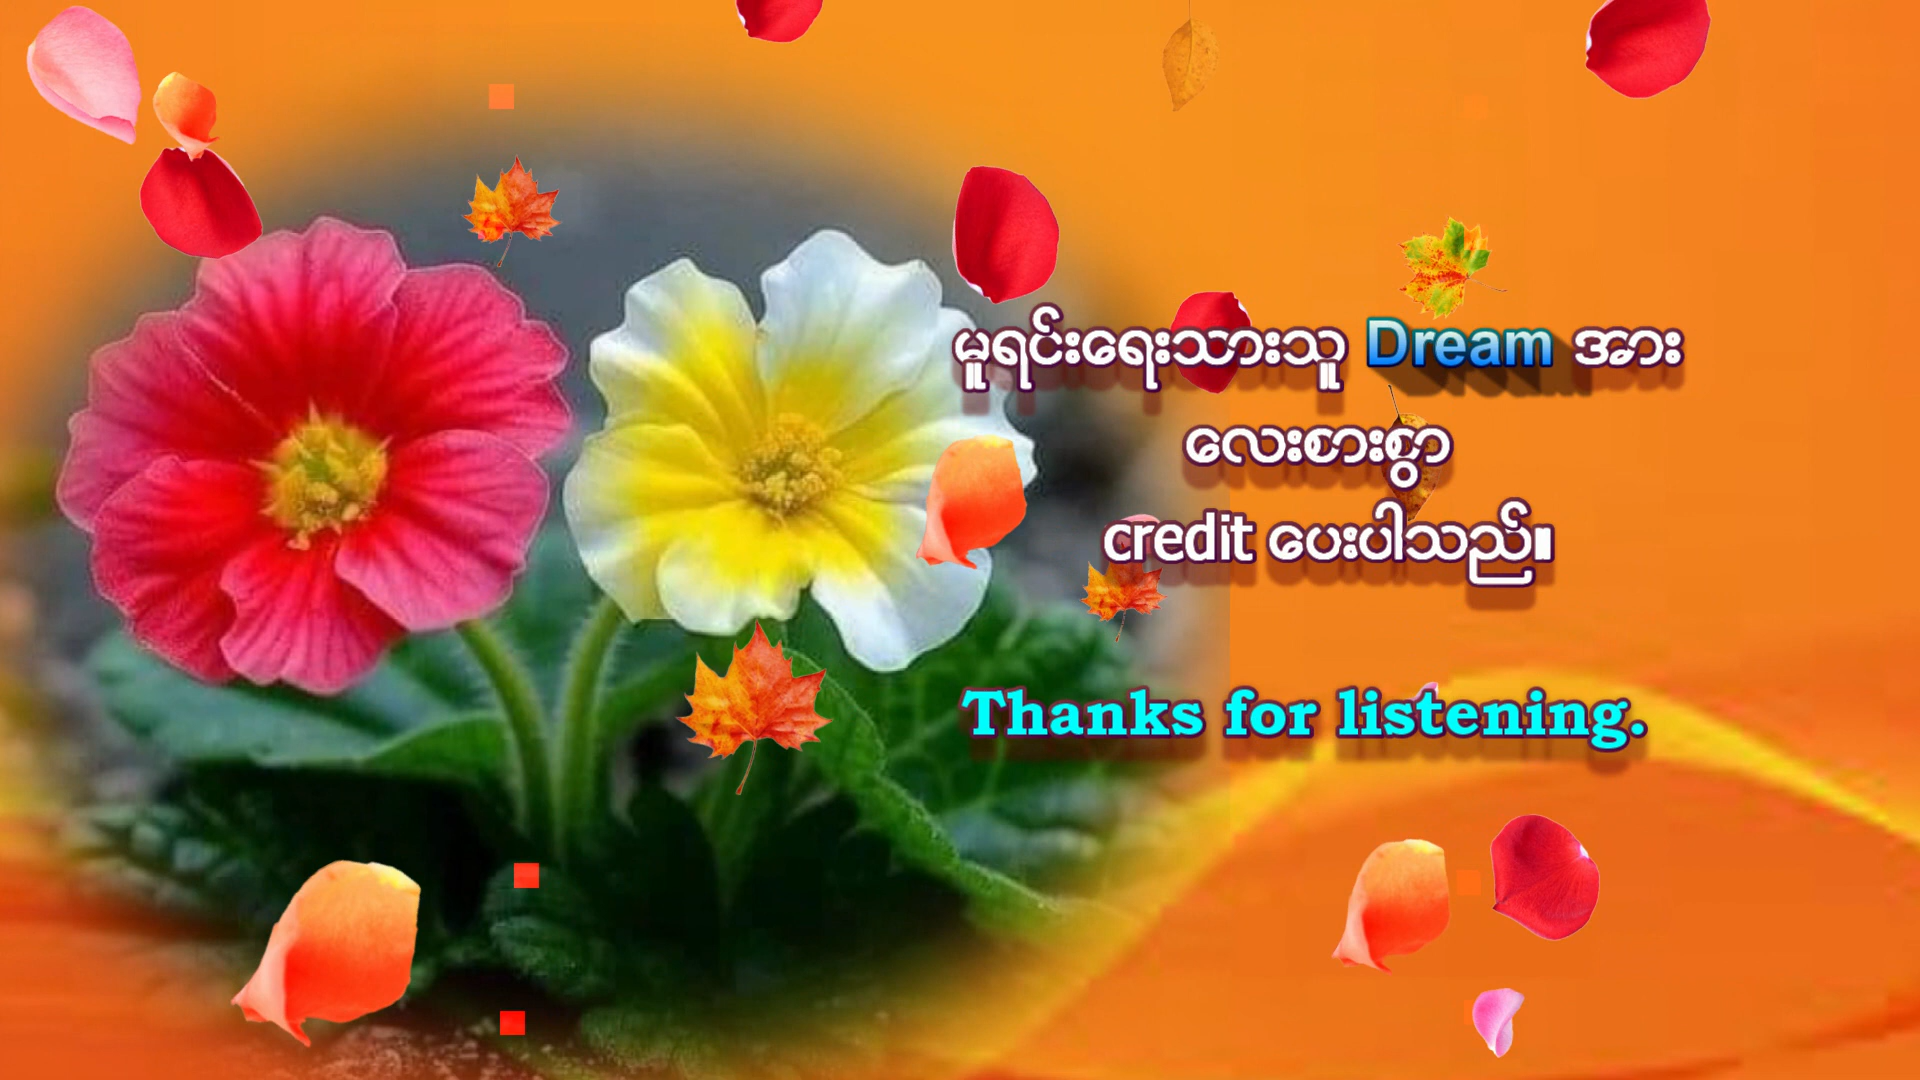 မူရင်းရေးသားသူ Dream အား
လေးစားစွာ
credit ပေးပါသည်။
Thanks for listening.